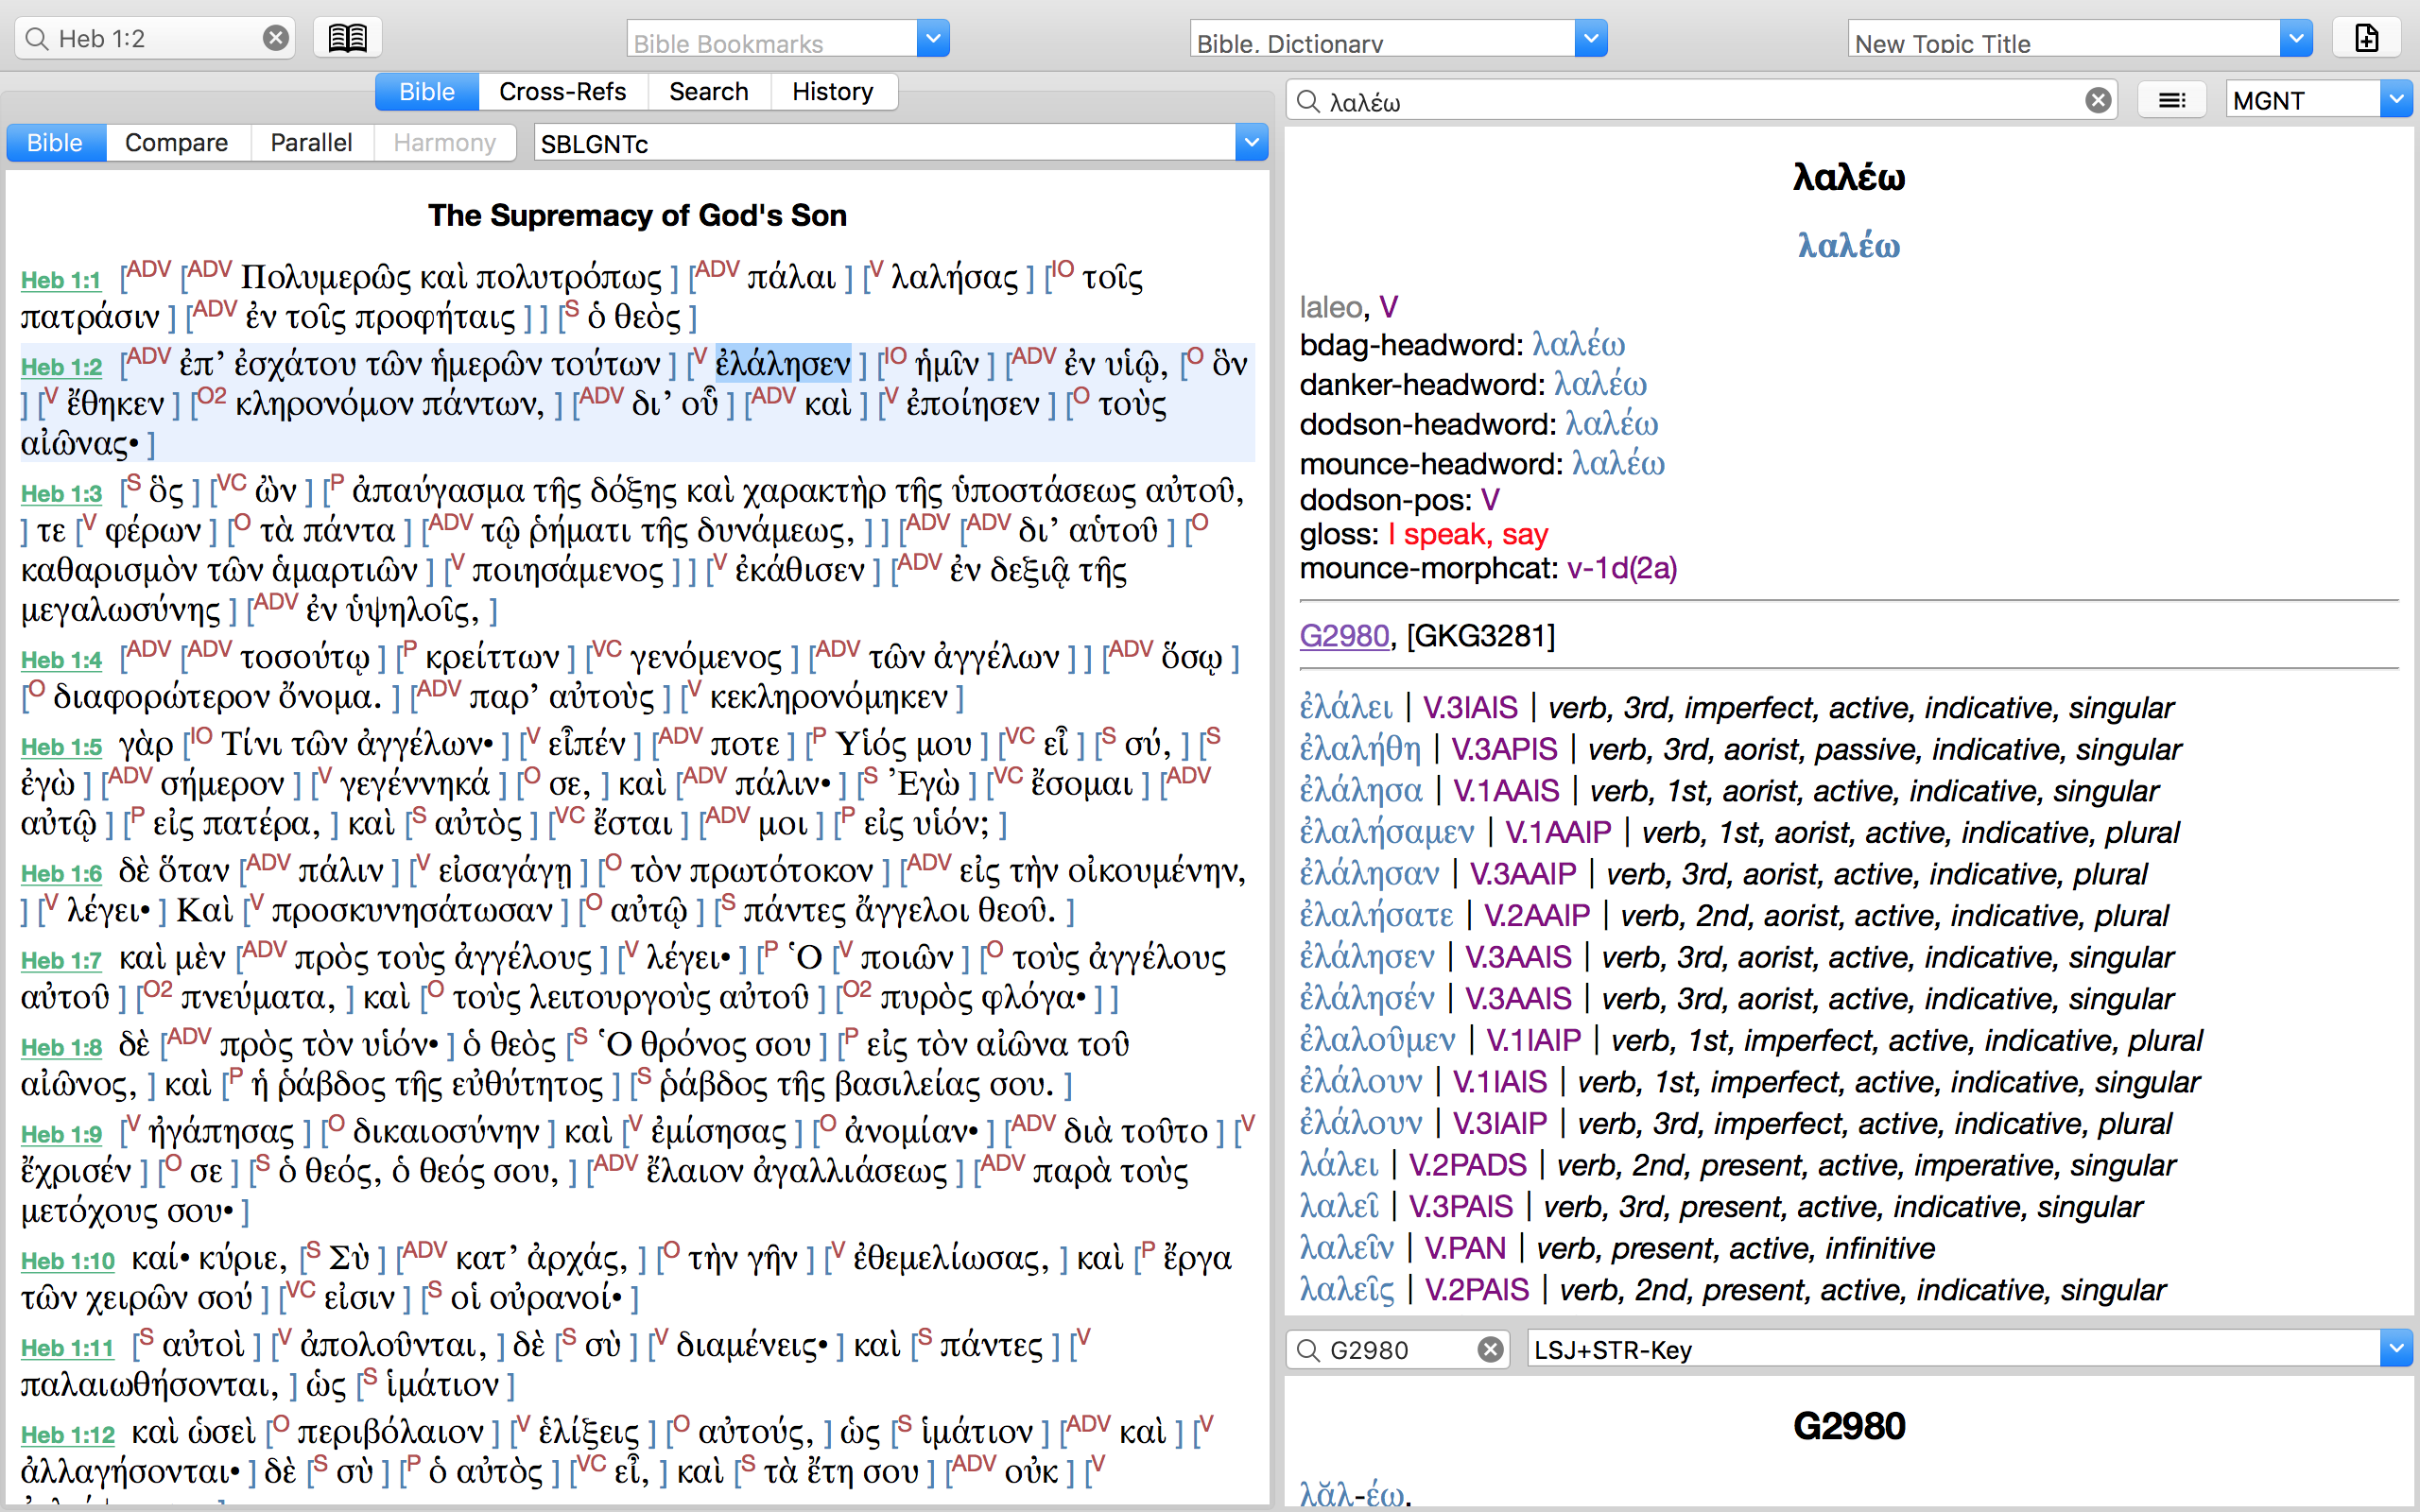 Heb 1:2
Bible Bookmarks
Bible, Dictionary
New Topic Title
Bible Cross-Refs Search History
Bible Compare Parallel Harmony SBLGNTc
The Supremacy of God's Son
Heb 1:1 [ADV [ADV Πολυμερῶς καὶ πολυτρόπως ] [ADV πάλαι ] [V λαλήσας ] [IO τοῖς
πατράσιν ] [ADV ἐν τοῖς προφήταις ] ] [S ὁ θεὸς ]
Heb 1:2 [ADV ἐπ’ ἐσχάτου τῶν ἡμερῶν τούτων ] [V ἐλάλησεν ] [IO ἡμῖν ] [ADV ἐν υἱῷ, [O ὃν
] [V ἔθηκεν ] [O2 κληρονόμον πάντων, ] [ADV δι’ οὗ ] [ADV καὶ ] [V ἐποίησεν ] [O τοὺς
αἰῶνας• ]
Heb 1:3 [S ὃς ] [VC ὢν ] [P ἀπαύγασμα τῆς δόξης καὶ χαρακτὴρ τῆς ὑποστάσεως αὐτοῦ,
] τε [V φέρων ] [O τὰ πάντα ] [ADV τῷ ῥήματι τῆς δυνάμεως, ] ] [ADV [ADV δι’ αὑτοῦ ] [O
καθαρισμὸν τῶν ἁμαρτιῶν ] [V ποιησάμενος ] ] [V ἐκάθισεν ] [ADV ἐν δεξιᾷ τῆς
μεγαλωσύνης ] [ADV ἐν ὑψηλοῖς, ]
Heb 1:4 [ADV [ADV τοσούτῳ ] [P κρείττων ] [VC γενόμενος ] [ADV τῶν ἀγγέλων ] ] [ADV ὅσῳ ]
[O διαφορώτερον ὄνομα. ] [ADV παρ’ αὐτοὺς ] [V κεκληρονόμηκεν ]
Heb 1:5 γὰρ [IO Τίνι τῶν ἀγγέλων• ] [V εἶπέν ] [ADV ποτε ] [P Υἱός μου ] [VC εἶ ] [S σύ, ] [S
ἐγὼ ] [ADV σήμερον ] [V γεγέννηκά ] [O σε, ] καὶ [ADV πάλιν• ] [S Ἐγὼ ] [VC ἔσομαι ] [ADV
αὐτῷ ] [P εἰς πατέρα, ] καὶ [S αὐτὸς ] [VC ἔσται ] [ADV μοι ] [P εἰς υἱόν; ]
Heb 1:6 δὲ ὅταν [ADV πάλιν ] [V εἰσαγάγῃ ] [O τὸν πρωτότοκον ] [ADV εἰς τὴν οἰκουμένην,
] [V λέγει• ] Καὶ [V προσκυνησάτωσαν ] [O αὐτῷ ] [S πάντες ἄγγελοι θεοῦ. ]
Heb 1:7 καὶ μὲν [ADV πρὸς τοὺς ἀγγέλους ] [V λέγει• ] [P Ὁ [V ποιῶν ] [O τοὺς ἀγγέλους
αὐτοῦ ] [O2 πνεύματα, ] καὶ [O τοὺς λειτουργοὺς αὐτοῦ ] [O2 πυρὸς φλόγα• ] ]
Heb 1:8 δὲ [ADV πρὸς τὸν υἱόν• ] ὁ θεὸς [S Ὁ θρόνος σου ] [P εἰς τὸν αἰῶνα τοῦ
αἰῶνος, ] καὶ [P ἡ ῥάβδος τῆς εὐθύτητος ] [S ῥάβδος τῆς βασιλείας σου. ]
Heb 1:9 [V ἠγάπησας ] [O δικαιοσύνην ] καὶ [V ἐμίσησας ] [O ἀνομίαν• ] [ADV διὰ τοῦτο ] [V
ἔχρισέν ] [O σε ] [S ὁ θεός, ὁ θεός σου, ] [ADV ἔλαιον ἀγαλλιάσεως ] [ADV παρὰ τοὺς
μετόχους σου• ]
Heb 1:10 καί• κύριε, [S Σὺ ] [ADV κατ’ ἀρχάς, ] [O τὴν γῆν ] [V ἐθεμελίωσας, ] καὶ [P ἔργα
τῶν χειρῶν σού ] [VC εἰσιν ] [S οἱ οὐρανοί• ]
Heb 1:11 [S αὐτοὶ ] [V ἀπολοῦνται, ] δὲ [S σὺ ] [V διαμένεις• ] καὶ [S πάντες ] [V
παλαιωθήσονται, ] ὡς [S ἱμάτιον ]
Heb 1:12 καὶ ὡσεὶ [O περιβόλαιον ] [V ἑλίξεις ] [O αὐτούς, ] ὡς [S ἱμάτιον ] [ADV καὶ ] [V
ἀλλαγήσονται• ] δὲ [S σὺ ] [P ὁ αὐτὸς ] [VC εἶ, ] καὶ [S τὰ ἔτη σου ] [ADV οὐκ ] [V
λαλέω
MGNT
λαλέω
λαλέω
laleo, V
bdag-headword: λαλέω
danker-headword: λαλέω
dodson-headword: λαλέω
mounce-headword: λαλέω
dodson-pos: V
gloss: I speak, say
mounce-morphcat: v-1d(2a)
G2980, [GKG3281]
ἐλάλει | V.3IAIS | verb, 3rd, imperfect, active, indicative, singular
ἐλαλήθη | V.3APIS | verb, 3rd, aorist, passive, indicative, singular
ἐλάλησα | V.1AAIS | verb, 1st, aorist, active, indicative, singular
ἐλαλήσαμεν | V.1AAIP | verb, 1st, aorist, active, indicative, plural
ἐλάλησαν | V.3AAIP | verb, 3rd, aorist, active, indicative, plural
ἐλαλήσατε | V.2AAIP | verb, 2nd, aorist, active, indicative, plural
ἐλάλησεν | V.3AAIS | verb, 3rd, aorist, active, indicative, singular
ἐλάλησέν | V.3AAIS | verb, 3rd, aorist, active, indicative, singular
ἐλαλοῦμεν | V.1IAIP | verb, 1st, imperfect, active, indicative, plural
ἐλάλουν | V.1IAIS | verb, 1st, imperfect, active, indicative, singular
ἐλάλουν | V.3IAIP | verb, 3rd, imperfect, active, indicative, plural
λάλει | V.2PADS | verb, 2nd, present, active, imperative, singular
λαλεῖ | V.3PAIS | verb, 3rd, present, active, indicative, singular
λαλεῖν | V.PAN | verb, present, active, infinitive
λαλεῖς | V.2PAIS | verb, 2nd, present, active, indicative, singular
G2980
LSJ+STR-Key
G2980
λᾰλ-έω.